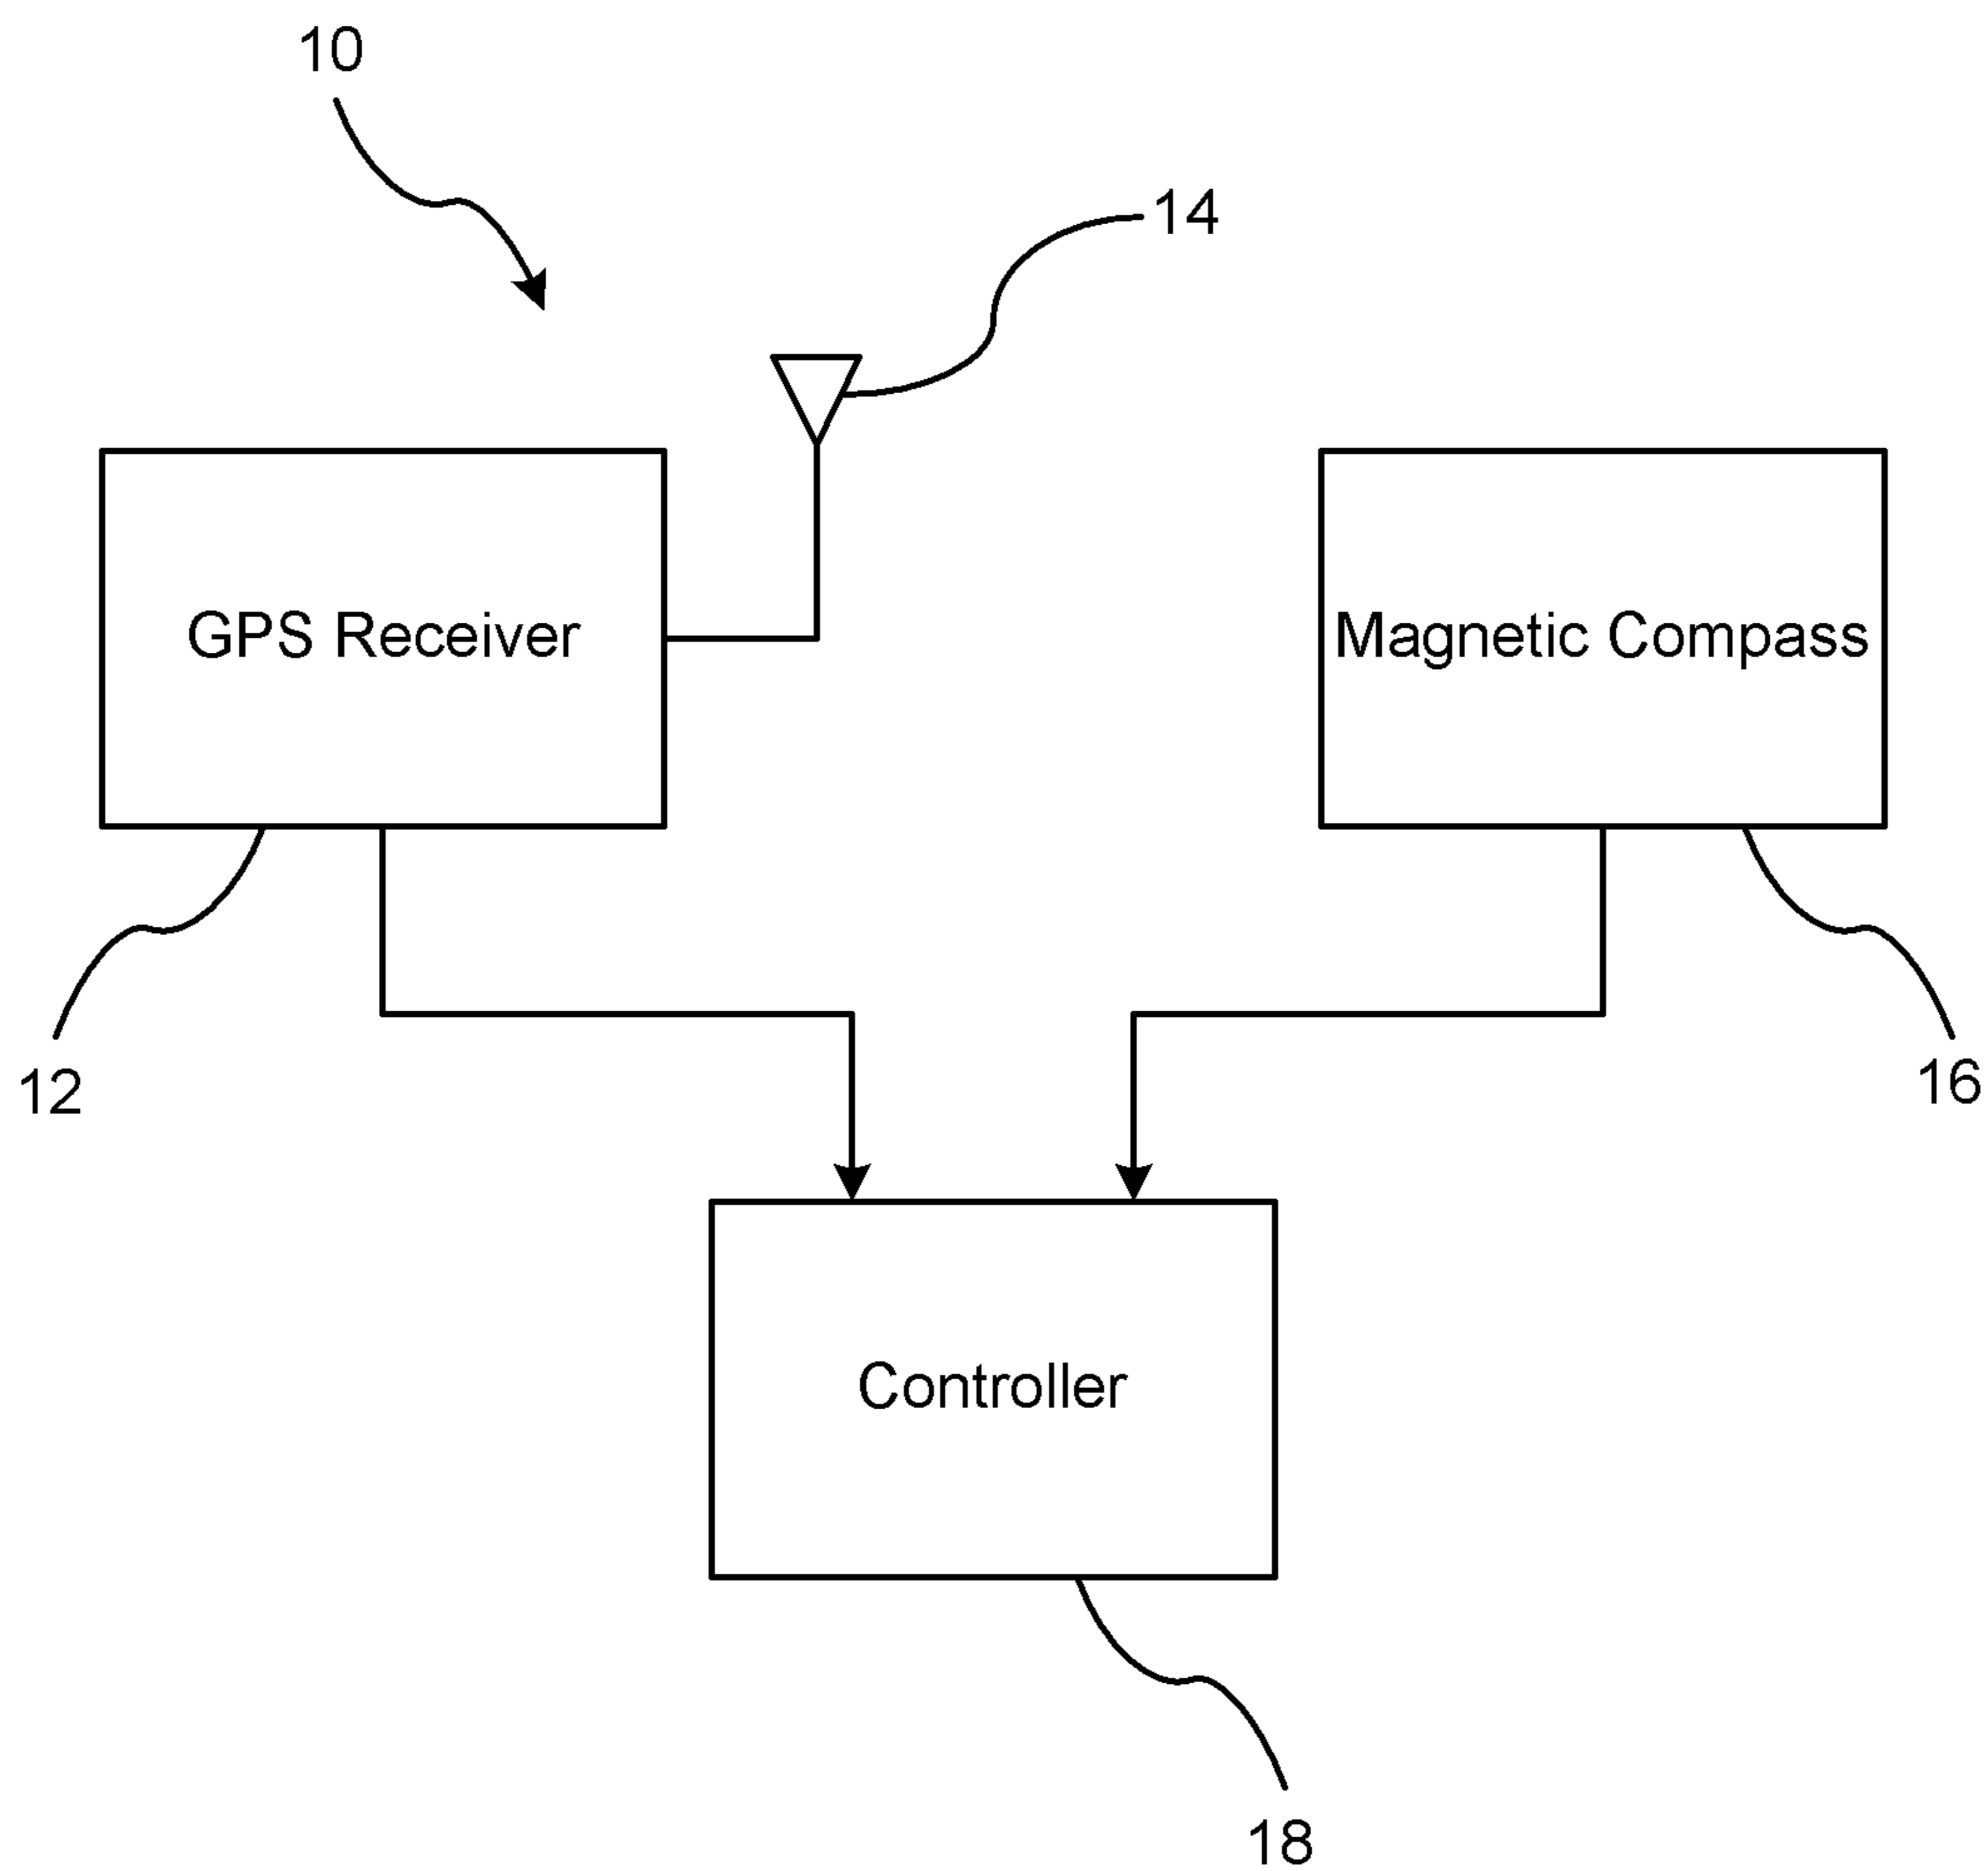 10
14
GPS Receiver
Magnetic Compass
12
16
Controller
18